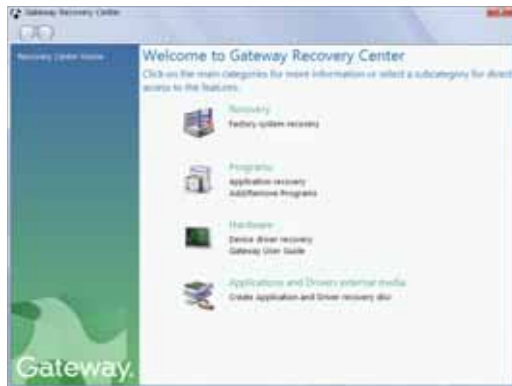 Gateway Recovery Center
Recovery Center Home
Welcome to Gateway Recovery Center
Click on the main categories for more information or select a subcategory for direct
access to the features.
Recovery
Factory system recovery
Programs
Application recovery
Add/Remove Programs
Hardware
Device driver recovery
Gateway User Guide
Applications and Drivers external media
Create Application and Driver recovery disc
Gateway.